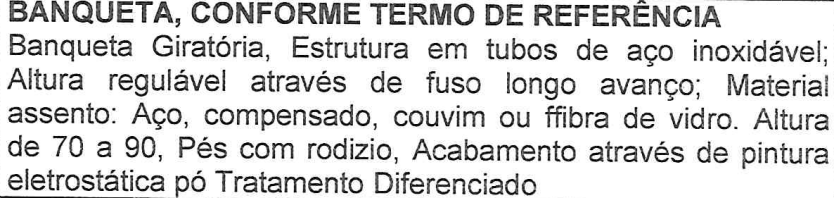 BANQUETA, CONFORME TERMO DE REFERÊNCIA
Banqueta Giratória, Estrutura em tubos de aço inoxidável;
Altura regulável através de fuso longo avanço; Material
assento: Aço, compensado, couvim ou ffibra de vidro. Altura
de 70 a 90, Pés com rodizio, Acabamento através de pintura
eletrostática pó Tratamento Diferenciado